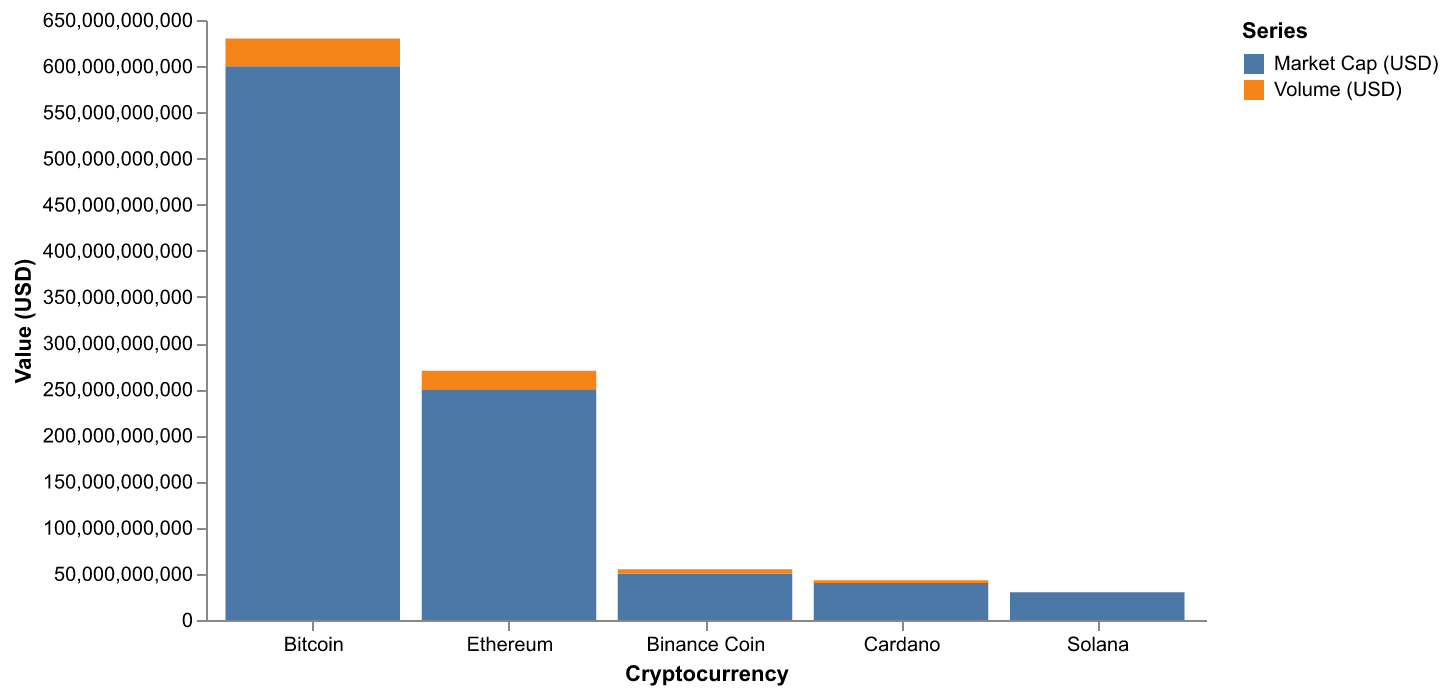 650,000,000,000
600,000,000,000
550,000,000,000
500,000,000,000
450,000,000,000
400,000,000,000
350,000,000,000
300,000,000,000
250,000,000,000
200,000,000,000
150,000,000,000
100,000,000,000
50,000,000,000
0
Value (USD)
Bitcoin
Ethereum
Binance Coin
Cardano
Solana
Cryptocurrency
Series
Market Cap (USD)
Volume (USD)